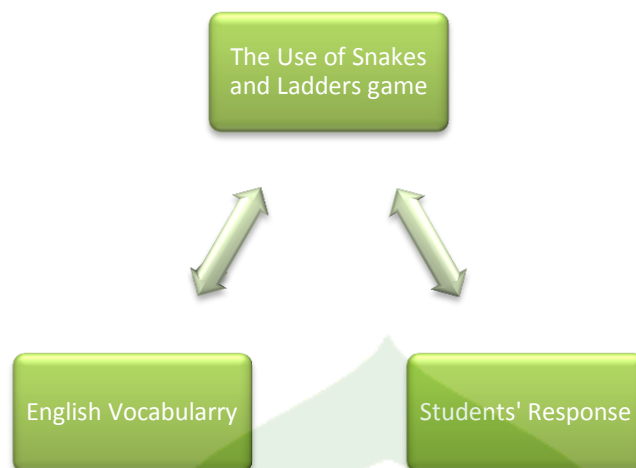 The Use of Snakes
and Ladders game
English Vocabularry
Students' Response